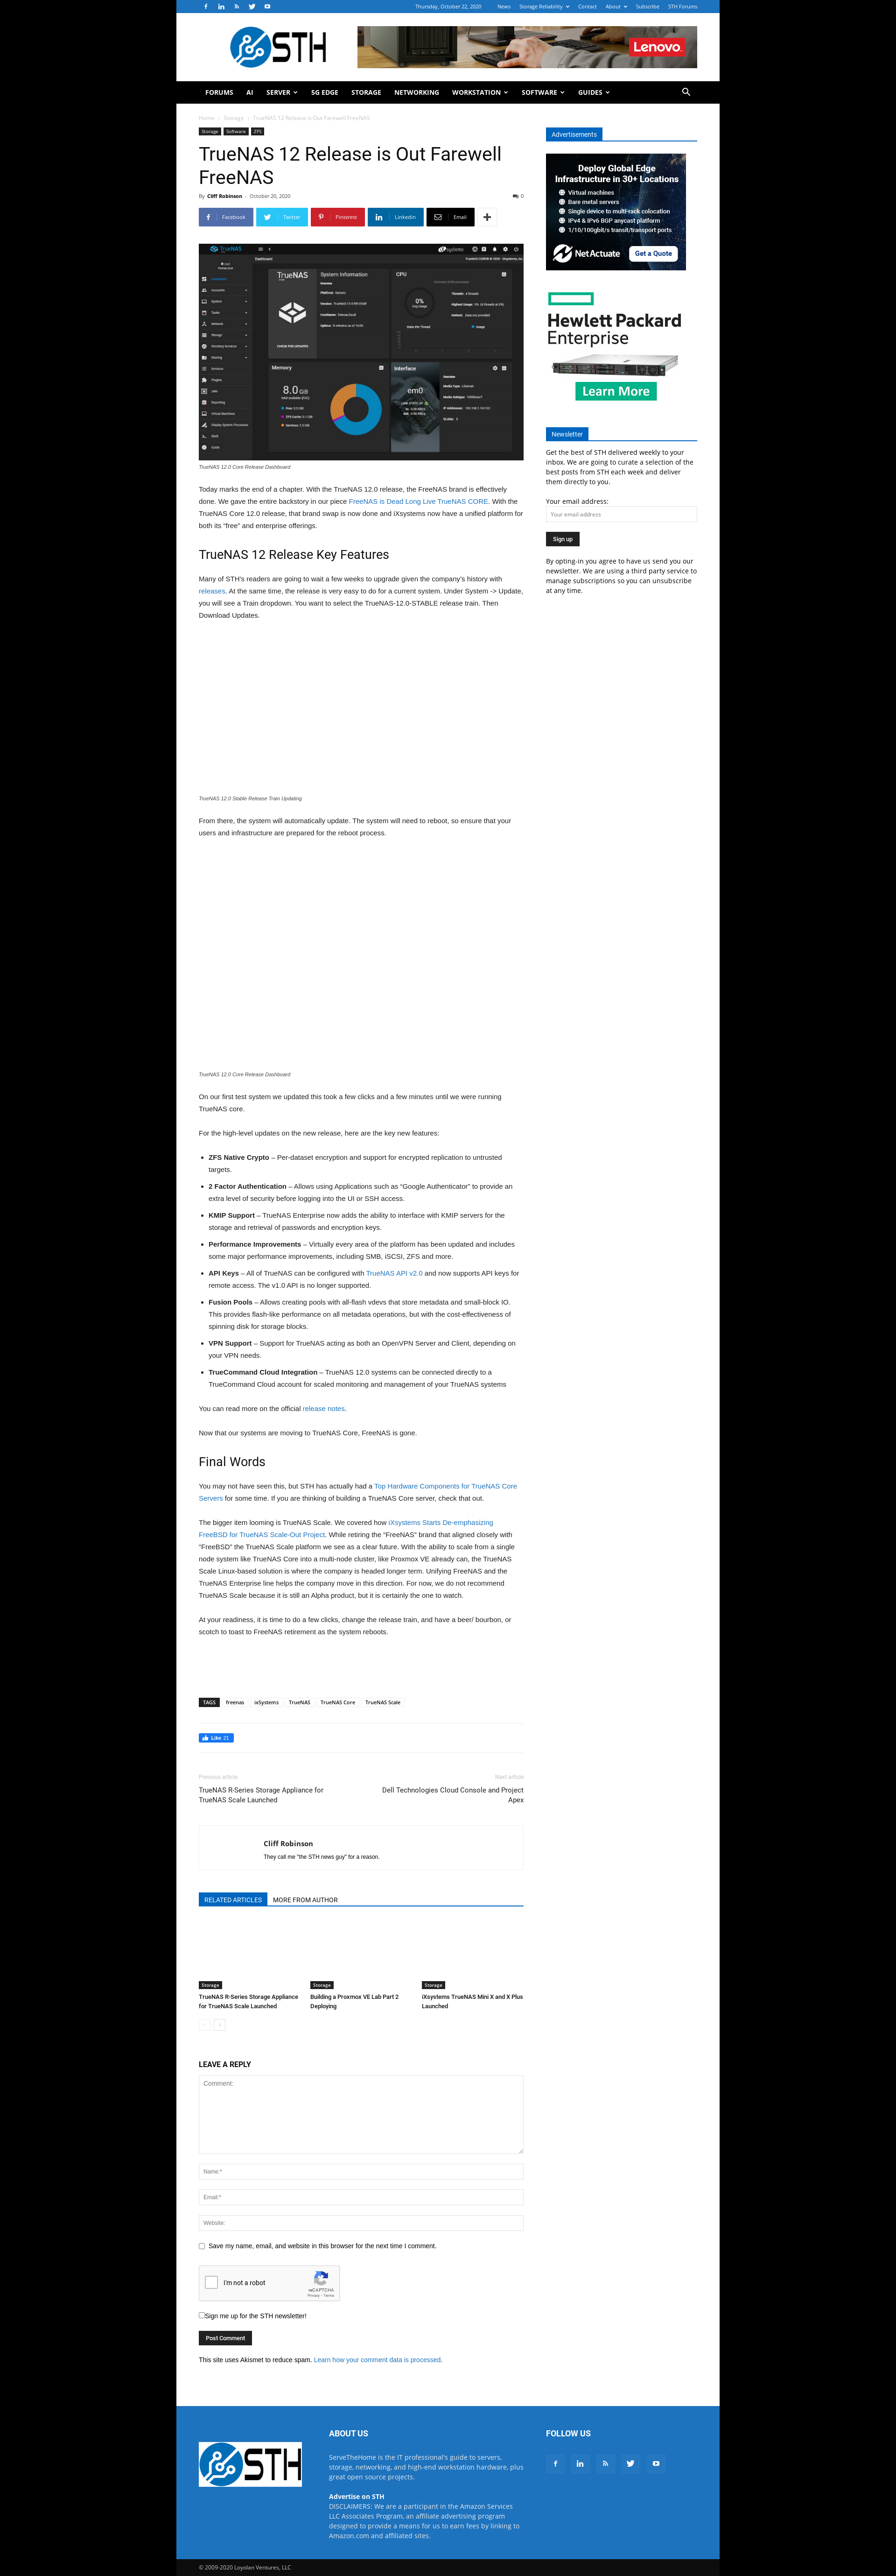 Thursday, October 22, 2020
News
Storage Reliability
Contact
About
Subscribe
STH Forums
STH
Lenovo
FORUMS
AI
SERVER
5G EDGE
STORAGE
NETWORKING
WORKSTATION
SOFTWARE
GUIDES
Home › Storage › TrueNAS 12 Release is Out Farewell FreeNAS
Storage
Software
ZFS
TrueNAS 12 Release is Out Farewell
FreeNAS
By Cliff Robinson - October 20, 2020
0
Facebook
Twitter
Pinterest
Linkedin
Email
TrueNAS
Dashboard
System Information
CPU
Memory
8.0 GB
Interface
em0
0%
TrueNAS 12.0 Core Release Dashboard
Today marks the end of a chapter. With the TrueNAS 12.0 release, the FreeNAS brand is effectively
done. We gave the entire backstory in our piece FreeNAS is Dead Long Live TrueNAS CORE. With the
TrueNAS Core 12.0 release, that brand swap is now done and iXsystems now have a unified platform for
both its “free” and enterprise offerings.
TrueNAS 12 Release Key Features
Many of STH's readers are going to wait a few weeks to upgrade given the company's history with
releases. At the same time, the release is very easy to do for a current system. Under System -> Update,
you will see a Train dropdown. You want to select the TrueNAS-12.0-STABLE release train. Then
Download Updates.
TrueNAS 12.0 Stable Release Train Updating
From there, the system will automatically update. The system will need to reboot, so ensure that your
users and infrastructure are prepared for the reboot process.
TrueNAS 12.0 Core Release Dashboard
On our first test system we updated this took a few clicks and a few minutes until we were running
TrueNAS core.
For the high-level updates on the new release, here are the key new features:
ZFS Native Crypto – Per-dataset encryption and support for encrypted replication to untrusted
targets.
2 Factor Authentication – Allows using Applications such as “Google Authenticator” to provide an
extra level of security before logging into the UI or SSH access.
KMIP Support – TrueNAS Enterprise now adds the ability to interface with KMIP servers for the
storage and retrieval of passwords and encryption keys.
Performance Improvements – Virtually every area of the platform has been updated and includes
some major performance improvements, including SMB, iSCSI, ZFS and more.
API Keys – All of TrueNAS can be configured with TrueNAS API v2.0 and now supports API keys for
remote access. The v1.0 API is no longer supported.
Fusion Pools – Allows creating pools with all-flash vdevs that store metadata and small-block IO.
This provides flash-like performance on all metadata operations, but with the cost-effectiveness of
spinning disk for storage blocks.
VPN Support – Support for TrueNAS acting as both an OpenVPN Server and Client, depending on
your VPN needs.
TrueCommand Cloud Integration – TrueNAS 12.0 systems can be connected directly to a
TrueCommand Cloud account for scaled monitoring and management of your TrueNAS systems
You can read more on the official release notes.
Now that our systems are moving to TrueNAS Core, FreeNAS is gone.
Final Words
You may not have seen this, but STH has actually had a Top Hardware Components for TrueNAS Core
Servers for some time. If you are thinking of building a TrueNAS Core server, check that out.
The bigger item looming is TrueNAS Scale. We covered how iXsystems Starts De-emphasizing
FreeBSD for TrueNAS Scale-Out Project. While retiring the “FreeNAS” brand that aligned closely with
“FreeBSD” the TrueNAS Scale platform we see as a clear future. With the ability to scale from a single
node system like TrueNAS Core into a multi-node cluster, like Proxmox VE already can, the TrueNAS
Scale Linux-based solution is where the company is headed longer term. Unifying FreeNAS and the
TrueNAS Enterprise line helps the company move in this direction. For now, we do not recommend
TrueNAS Scale because it is still an Alpha product, but it is certainly the one to watch.
At your readiness, it is time to do a few clicks, change the release train, and have a beer/ bourbon, or
scotch to toast to FreeNAS retirement as the system reboots.
TAGS
freenas
ixSystems
TrueNAS
TrueNAS Core
TrueNAS Scale
Like 21
Previous article
Next article
TrueNAS R-Series Storage Appliance for
TrueNAS Scale Launched
Dell Technologies Cloud Console and Project
Apex
Cliff Robinson
They call me "the STH news guy" for a reason.
RELATED ARTICLES
MORE FROM AUTHOR
Storage
TrueNAS R-Series Storage Appliance
for TrueNAS Scale Launched
Storage
Building a Proxmox VE Lab Part 2
Deploying
Storage
iXsystems TrueNAS Mini X and X Plus
Launched
LEAVE A REPLY
Comment:
Name:*
Email:*
Website:
Save my name, email, and website in this browser for the next time I comment.
I'm not a robot
reCAPTCHA
Privacy - Terms
Sign me up for the STH newsletter!
Post Comment
This site uses Akismet to reduce spam. Learn how your comment data is processed.
Advertisements
Deploy Global Edge
Infrastructure in 30+ Locations
Virtual machines
Bare metal servers
Single device to multi-rack colocation
IPv4 & IPv6 BGP anycast platform
1/10/100gbit/s transit/transport ports
NetActuate
Get a Quote
Hewlett Packard
Enterprise
Learn More
Newsletter
Get the best of STH delivered weekly to your
inbox. We are going to curate a selection of the
best posts from STH each week and deliver
them directly to you.
Your email address:
Your email address
Sign up
By opting-in you agree to have us send you our
newsletter. We are using a third party service to
manage subscriptions so you can unsubscribe
at any time.
STH
ABOUT US
ServeTheHome is the IT professional's guide to servers,
storage, networking, and high-end workstation hardware, plus
great open source projects.
Advertise on STH
DISCLAIMERS: We are a participant in the Amazon Services
LLC Associates Program, an affiliate advertising program
designed to provide a means for us to earn fees by linking to
Amazon.com and affiliated sites.
FOLLOW US
© 2009-2020 Loyolan Ventures, LLC